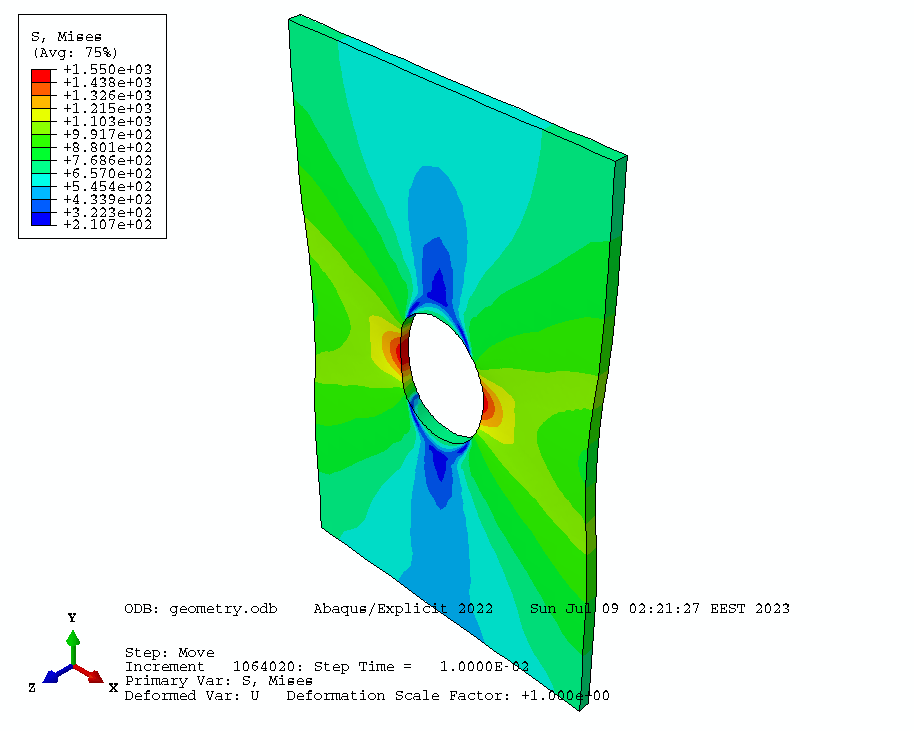 S, Mises
(Avg: 75%)
+1.550e+03
+1.438e+03
+1.326e+03
+1.215e+03
+1.103e+03
+9.917e+02
+8.801e+02
+7.686e+02
+6.570e+02
+5.454e+02
+4.339e+02
+3.223e+02
+2.107e+02
ODB: geometry.odb Abaqus/Explicit 2022 Sun Jul 09 02:21:27 EEST 2023
Y
Z
X
Step: Move
Increment 1064020: Step Time = 1.0000E-02
Primary Var: S, Mises
Deformed Var: U Deformation Scale Factor: +1.000e+00